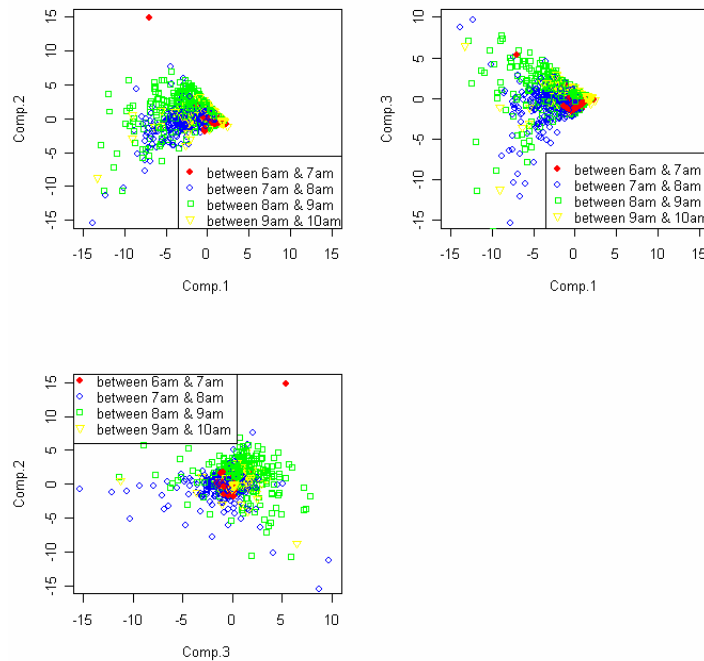 Comp.2
15
10
5
0
-5
-10
-15
between 6am & 7am
between 7am & 8am
between 8am & 9am
between 9am & 10am
-15 -10 -5 0 5 10 15
Comp.1
Comp.3
10
5
0
-5
-10
-15
between 6am & 7am
between 7am & 8am
between 8am & 9am
between 9am & 10am
-15 -10 -5 0 5 10 15
Comp.1
Comp.2
15
10
5
0
-5
-10
-15
between 6am & 7am
between 7am & 8am
between 8am & 9am
between 9am & 10am
-15 -10 -5 0 5 10
Comp.3